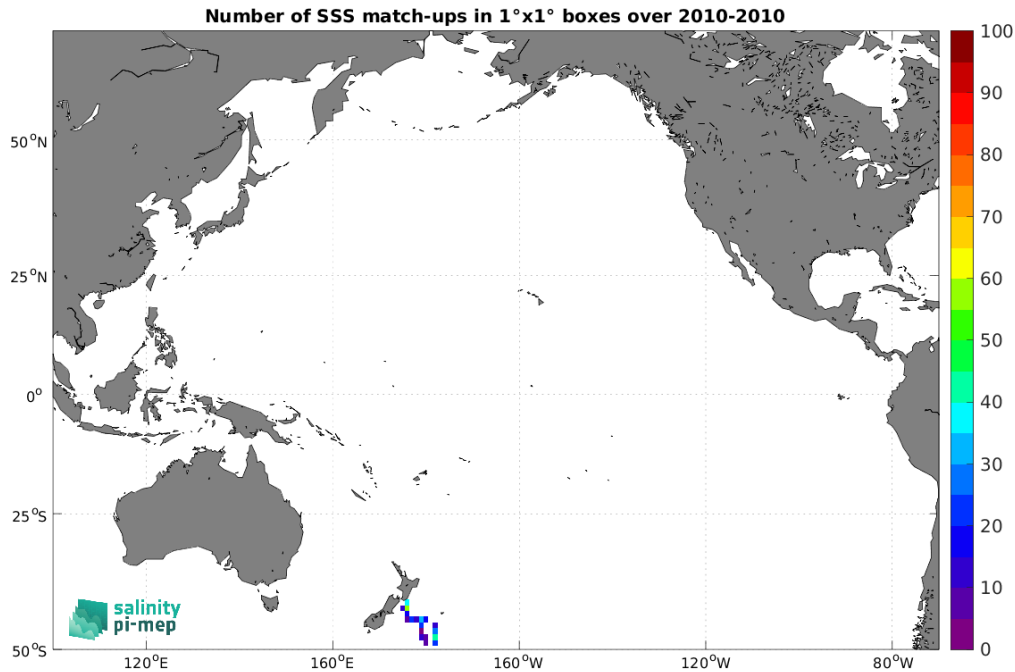 Number of SSS match-ups in 1°x1° boxes over 2010-2010
100
90
80
70
60
50
40
30
20
10
0
50°N
25°N
0°
25°S
50°S
120°E
160°E
160°W
120°W
80°W
salinity
pi-mep